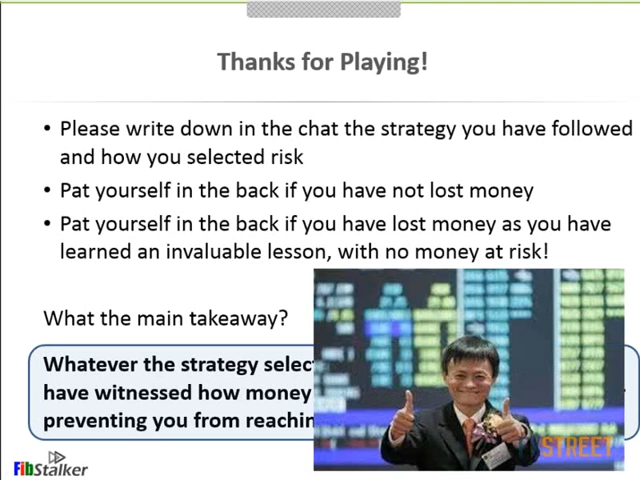 Thanks for Playing!
• Please write down in the chat the strategy you have followed
and how you selected risk
• Pat yourself in the back if you have not lost money
• Pat yourself in the back if you have lost money as you have
learned an invaluable lesson, with no money at risk!
What the main takeaway?
Whatever the strategy select
have witnessed how money
preventing you from reachin
STREET
FibStalker